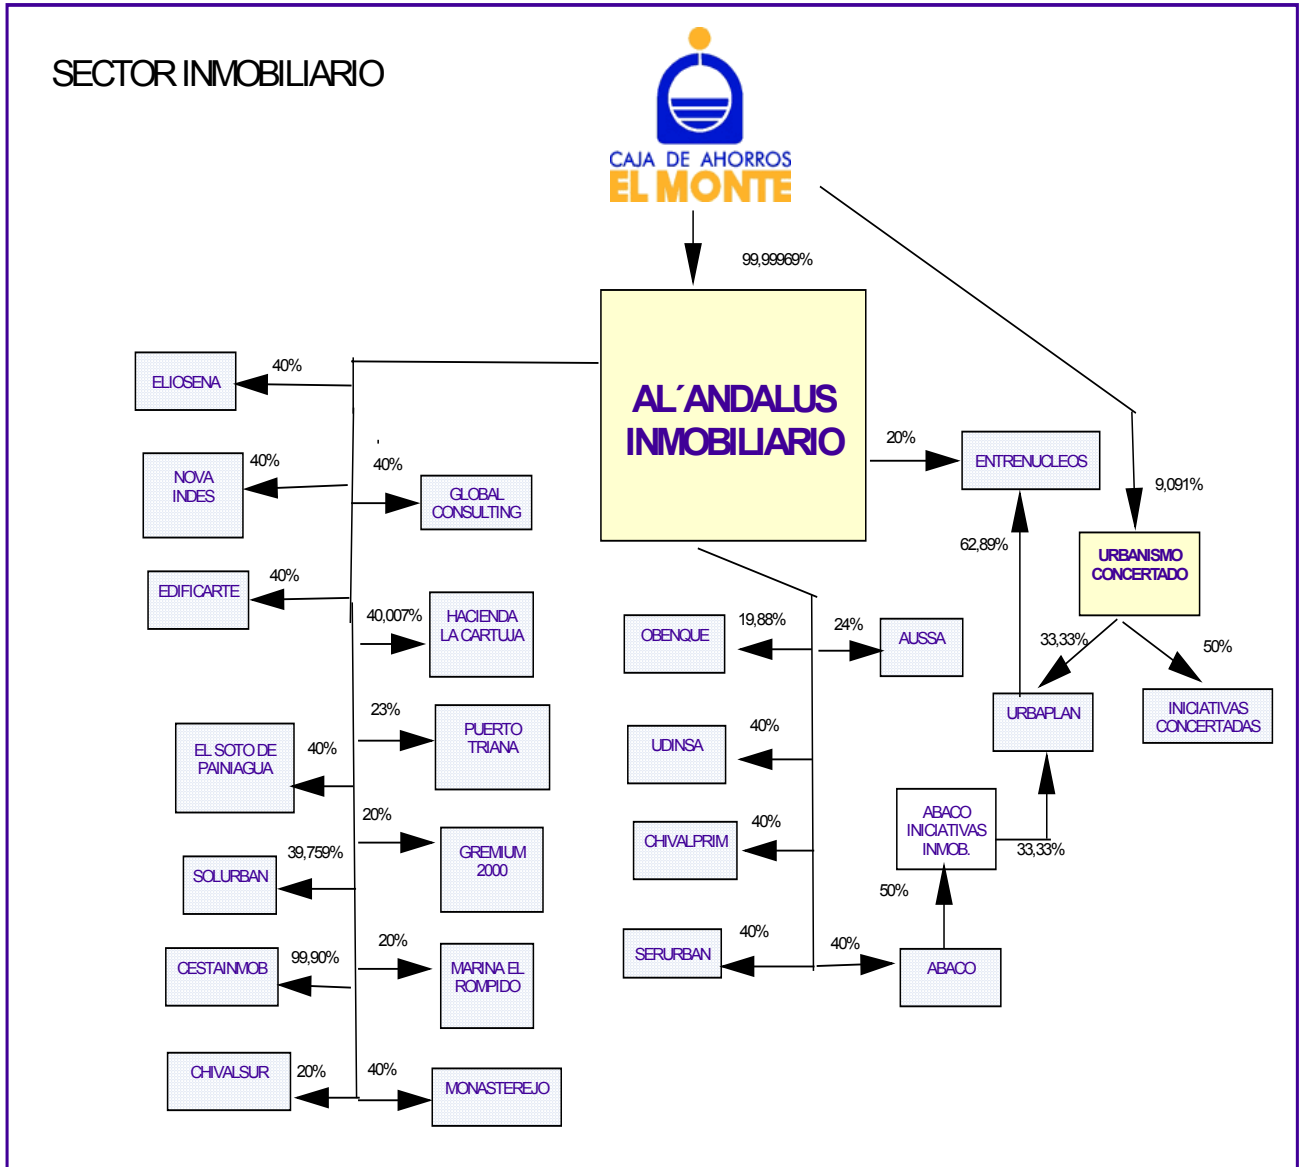 SECTOR INMOBILIARIO
CAJA DE AHORROS
EL MONTE
99,99969%
AL´ANDALUS
INMOBILIARIO
40%
ELIOSENA
40%
NOVA
INDES
40%
GLOBAL
CONSULTING
40%
EDIFICARTE
40,007%
HACIENDA
LA CARTUJA
23%
PUERTO
TRIANA
40%
EL SOTO DE
PAINIAGUA
20%
GREMIUM
2000
39,759%
SOLURBAN
99,90%
CESTAINMOB
20%
MARINA EL
ROMPIDO
20%
CHIVALSUR
40%
MONASTEREJO
20%
ENTRENUCLEOS
9,091%
62,89%
URBANISMO
CONCERTADO
19,88%
OBENQUE
24%
AUSSA
33,33%
50%
URBAPLAN
INICIATIVAS
CONCERTADAS
40%
UDINSA
40%
CHIVALPRIM
ABACO
INICIATIVAS
INMOB.
33,33%
50%
40%
SERURBAN
40%
ABACO